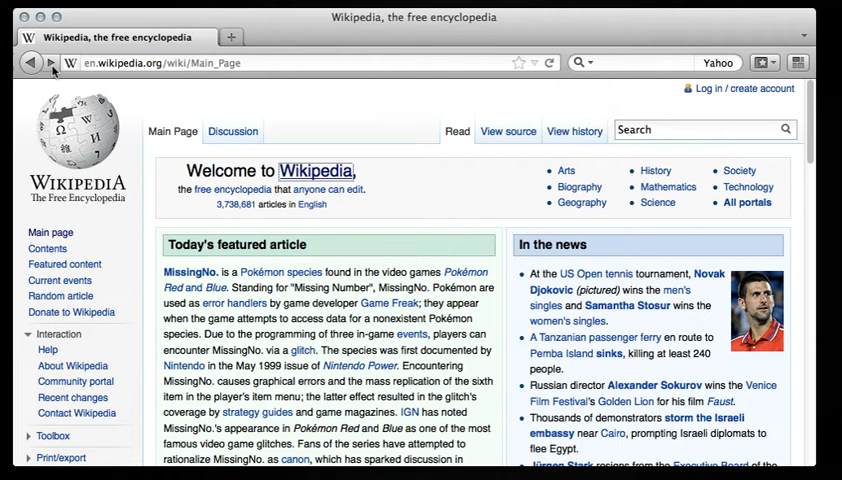 Wikipedia, the free encyclopedia
W Wikipedia, the free encyclopedia
W en.wikipedia.org/wiki/Main_Page Yahoo
Log in / create account
WIKIPEDIA
The Free Encyclopedia
Main Page Discussion Read View source View history Search
Main page
Contents
Featured content
Current events
Random article
Donate to Wikipedia
Interaction
Help
About Wikipedia
Community portal
Recent changes
Contact Wikipedia
Toolbox
Print/export
Welcome to Wikipedia,
the free encyclopedia that anyone can edit.
3,738,681 articles in English
• Arts • History • Society
• Biography • Mathematics • Technology
• Geography • Science • All portals
Today's featured article
MissingNo. is a Pokémon species found in the video games Pokémon
Red and Blue. Standing for "Missing Number", MissingNo. Pokémon are
used as error handlers by game developer Game Freak; they appear
when the game attempts to access data for a nonexistent Pokémon
species. Due to the programming of three in-game events, players can
encounter MissingNo. via a glitch. The species was first documented by
Nintendo in the May 1999 issue of Nintendo Power. Encountering
MissingNo. causes graphical errors and the mass replication of the sixth
item in the player's item menu; the latter effect resulted in the glitch's
coverage by strategy guides and game magazines. IGN has noted
MissingNo.'s appearance in Pokémon Red and Blue as one of the most
famous video game glitches. Fans of the series have attempted to
rationalize MissingNo. as canon, which has sparked discussion in
In the news
• At the US Open tennis tournament, Novak
Djokovic (pictured) wins the men's
singles and Samantha Stosur wins the
women's singles.
• A Tanzanian passenger ferry en route to
Pemba Island sinks, killing at least 240
people.
• Russian director Alexander Sokurov wins the Venice
Film Festival's Golden Lion for his film Faust.
• Thousands of demonstrators storm the Israeli
embassy near Cairo, prompting Israeli diplomats to
flee Egypt.
• Jürgen Stark resigns from the Executive Board of the